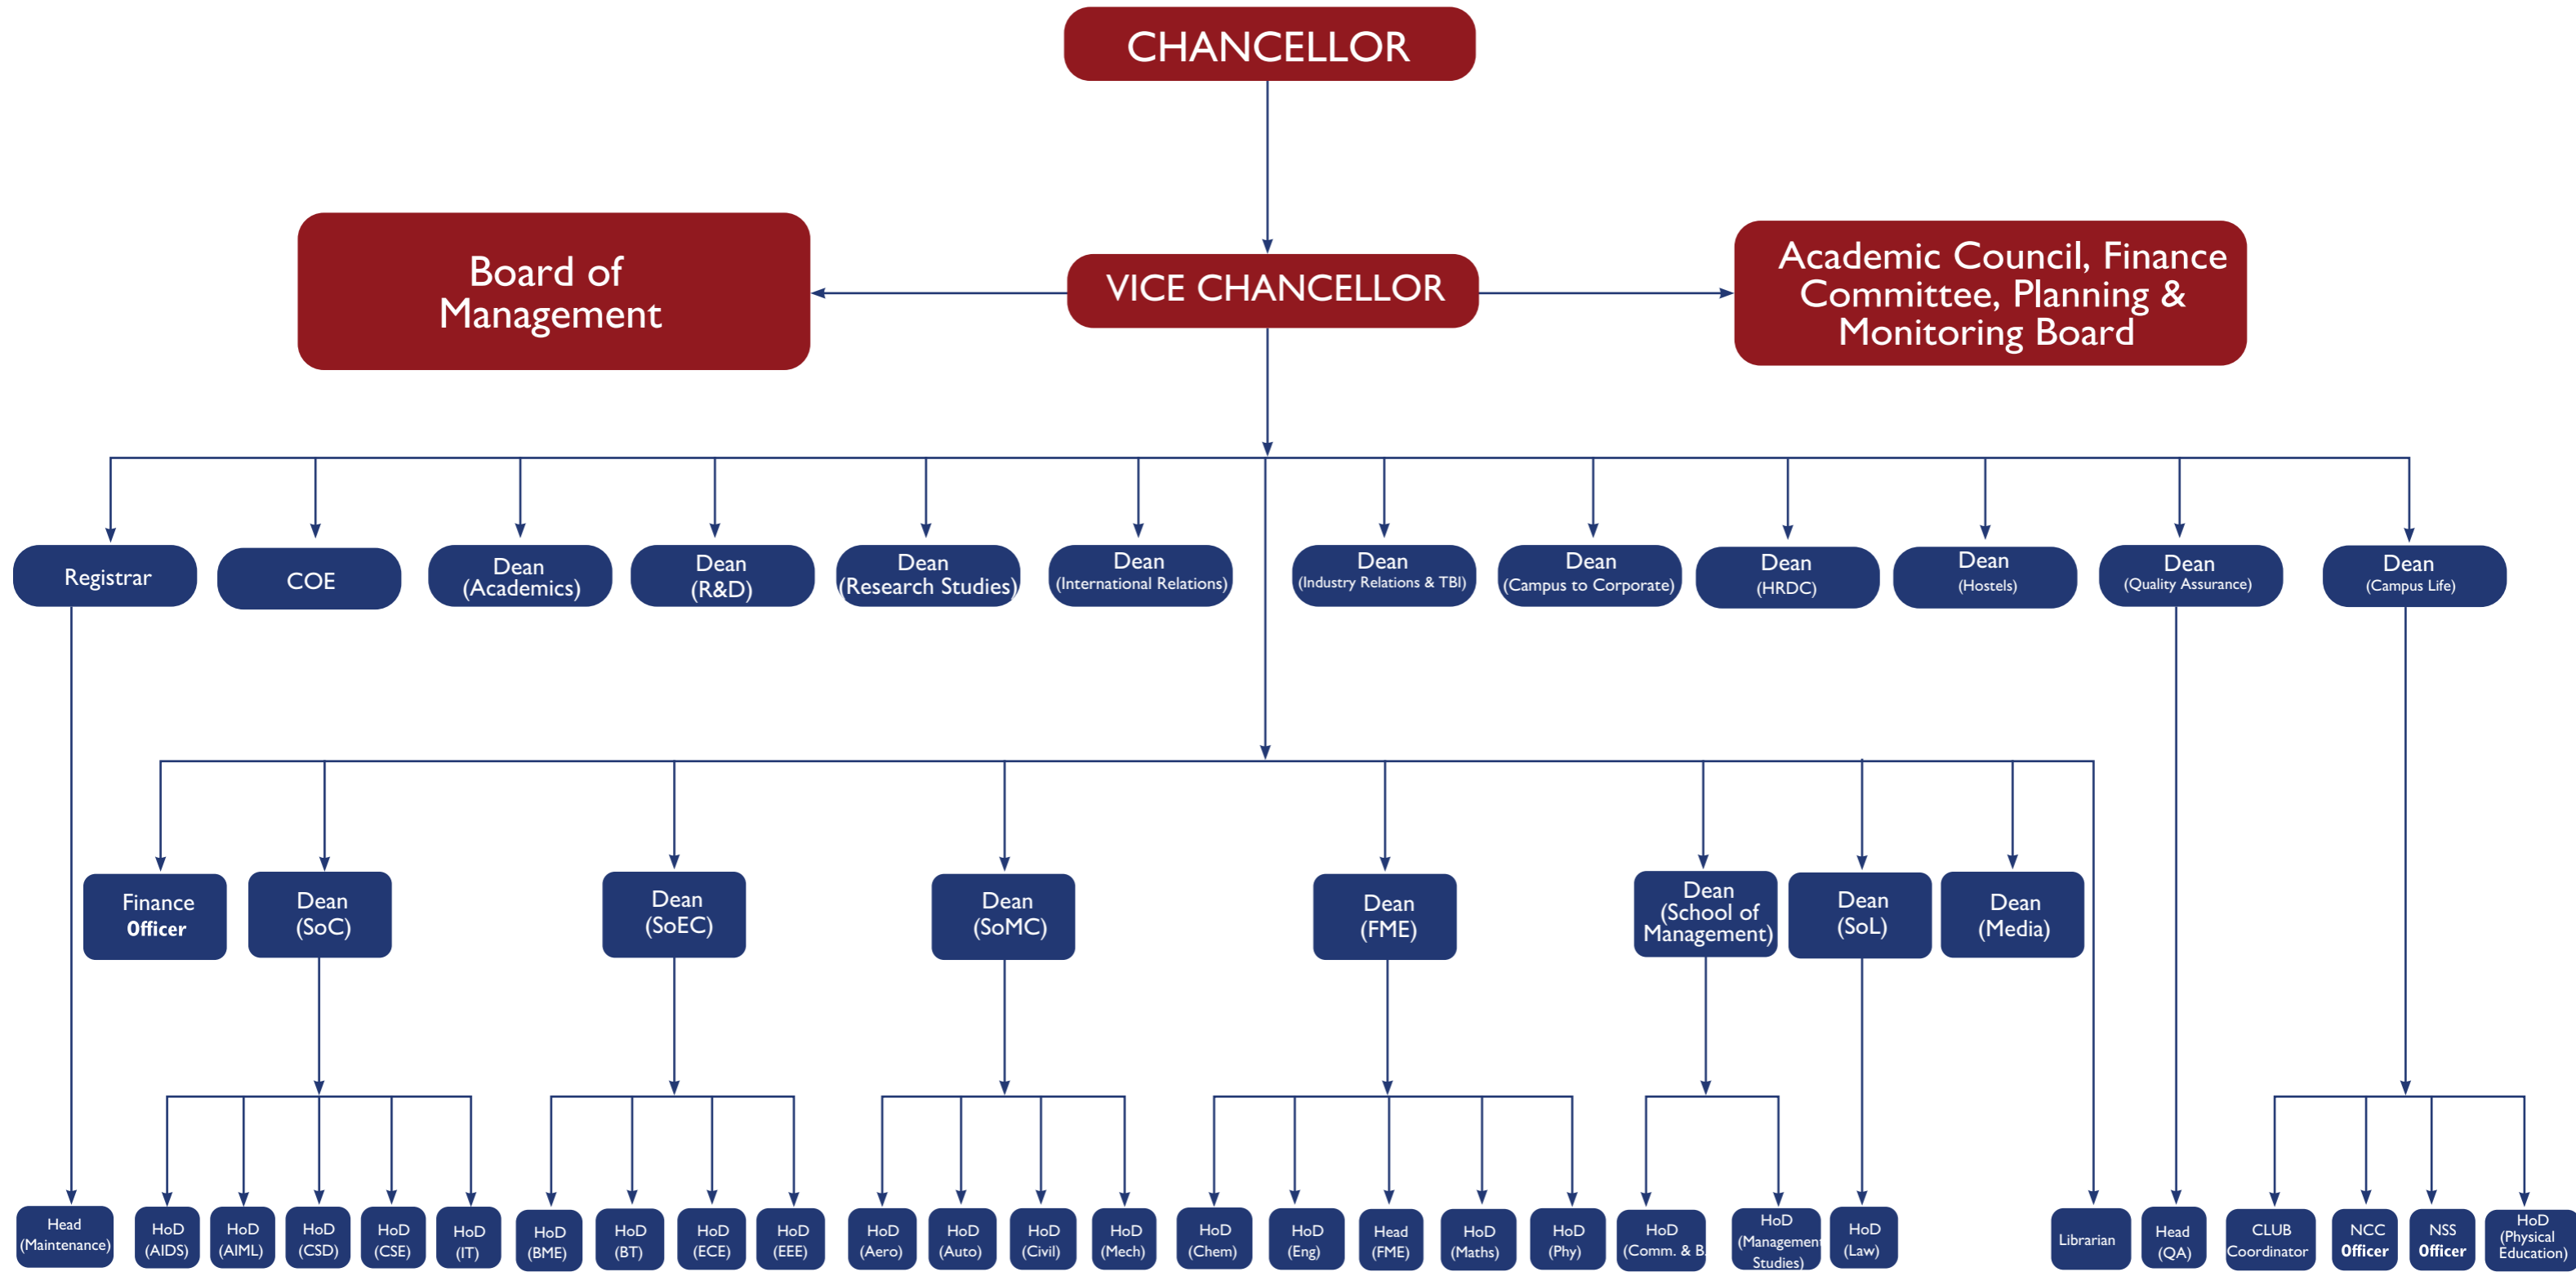 CHANCELLOR
Board of
Management
VICE CHANCELLOR
Academic Council, Finance
Committee, Planning &
Monitoring Board
Registrar
COE
Dean
(Academics)
Dean
(R&D)
Dean
(Research Studies)
Dean
(International Relations)
Dean
(Industry Relations & TBI)
Dean
(Campus to Corporate)
Dean
(HRDC)
Dean
(Hostels)
Dean
(Quality Assurance)
Dean
(Campus Life)
Finance
Officer
Dean
(SoC)
Dean
(SoEC)
Dean
(SoMC)
Dean
(FME)
Dean
(School of
Management)
Dean
(SoL)
Dean
(Media)
Head
(Maintenance)
HoD
(AIDS)
HoD
(AIML)
HoD
(CSD)
HoD
(CSE)
HoD
(IT)
HoD
(BME)
HoD
(BT)
HoD
(ECE)
HoD
(EEE)
HoD
(Aero)
HoD
(Auto)
HoD
(Civil)
HoD
(Mech)
HoD
(Chem)
HoD
(Eng)
Head
(FME)
HoD
(Maths)
HoD
(Phy)
HoD
(Comm. & B
HoD
(Management
Studies)
HoD
(Law)
Librarian
Head
(QA)
CLUB
Coordinator
NCC
Officer
NSS
Officer
HoD
(Physical
Education)